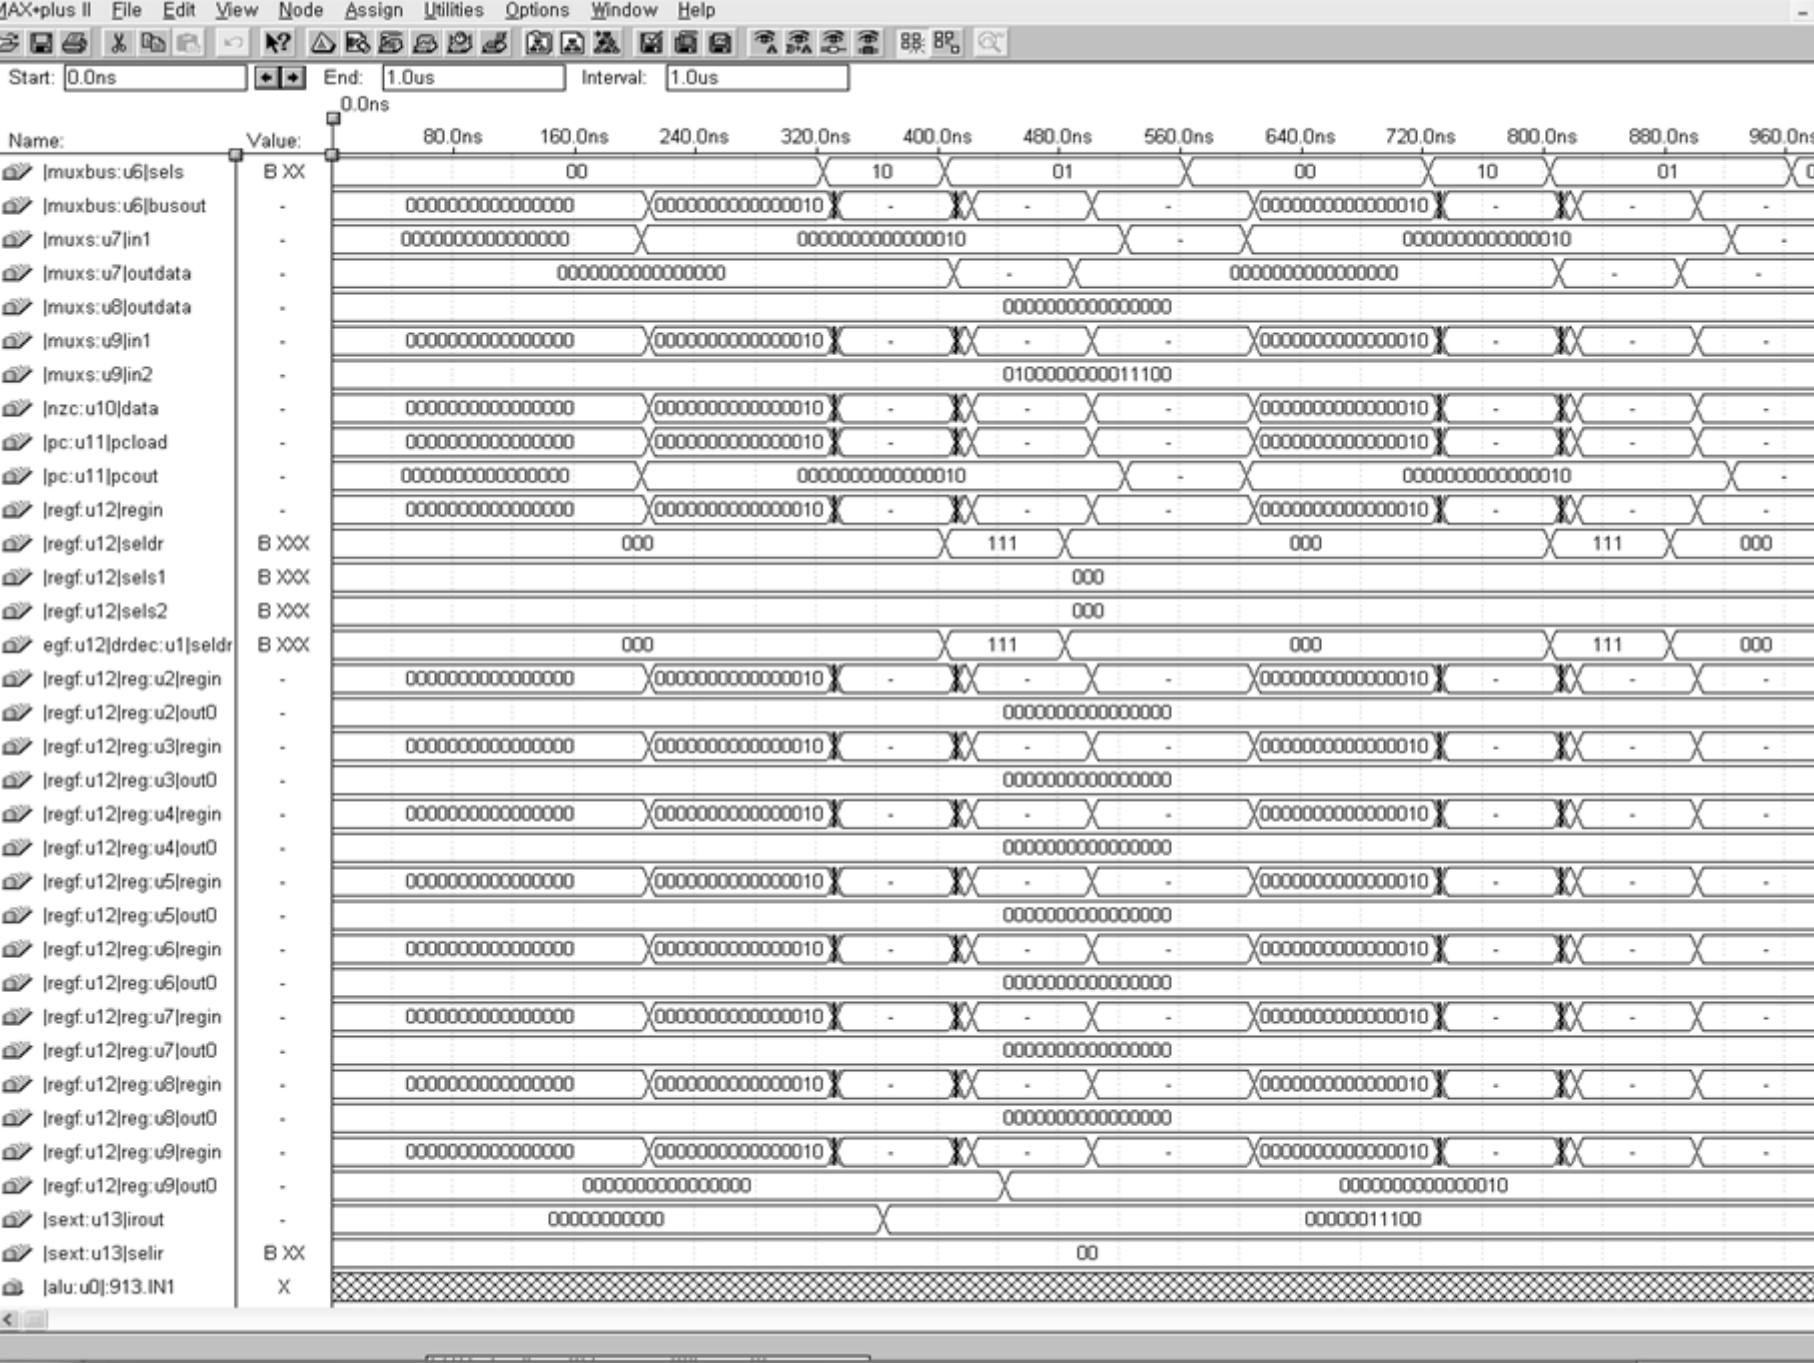 MAX+plus II File Edit View Node Assign Utilities Options Window Help
Start: 0.0ns End: 1.0us Interval: 1.0us
0.0ns
Name: Value: 80.0ns 160.0ns 240.0ns 320.0ns 400.0ns 480.0ns 560.0ns 640.0ns 720.0ns 800.0ns 880.0ns 960.0ns
|muxbus:u6|sels B XX 00 10 01 00 10 01 0
|muxbus:u6|busout - 0000000000000000 0000000000000010 - - - 0000000000000010 - - -
|muxs:u7|in1 - 0000000000000000 0000000000000010 - 0000000000000010 -
|muxs:u7|outdata - 0000000000000000 - 0000000000000000 - -
|muxs:u8|outdata - 0000000000000000
|muxs:u9|in1 - 0000000000000000 0000000000000010 - - - 0000000000000010 - - -
|muxs:u9|in2 - 0100000000011100
|nzc:u10|data - 0000000000000000 0000000000000010 - - - 0000000000000010 - - -
|pc:u11|pcload - 0000000000000000 0000000000000010 - - - 0000000000000010 - - -
|pc:u11|pcout - 0000000000000000 0000000000000010 - 0000000000000010 -
|regf:u12|regin - 0000000000000000 0000000000000010 - - - 0000000000000010 - - -
|regf:u12|seldr B XXX 000 111 000 111 000
|regf:u12|sels1 B XXX 000
|regf:u12|sels2 B XXX 000
egf:u12|drdec:u1|seldr B XXX 000 111 000 111 000
|regf:u12|reg:u2|regin - 0000000000000000 0000000000000010 - - - 0000000000000010 - - -
|regf:u12|reg:u2|out0 - 0000000000000000
|regf:u12|reg:u3|regin - 0000000000000000 0000000000000010 - - - 0000000000000010 - - -
|regf:u12|reg:u3|out0 - 0000000000000000
|regf:u12|reg:u4|regin - 0000000000000000 0000000000000010 - - - 0000000000000010 - - -
|regf:u12|reg:u4|out0 - 0000000000000000
|regf:u12|reg:u5|regin - 0000000000000000 0000000000000010 - - - 0000000000000010 - - -
|regf:u12|reg:u5|out0 - 0000000000000000
|regf:u12|reg:u6|regin - 0000000000000000 0000000000000010 - - - 0000000000000010 - - -
|regf:u12|reg:u6|out0 - 0000000000000000
|regf:u12|reg:u7|regin - 0000000000000000 0000000000000010 - - - 0000000000000010 - - -
|regf:u12|reg:u7|out0 - 0000000000000000
|regf:u12|reg:u8|regin - 0000000000000000 0000000000000010 - - - 0000000000000010 - - -
|regf:u12|reg:u8|out0 - 0000000000000000
|regf:u12|reg:u9|regin - 0000000000000000 0000000000000010 - - - 0000000000000010 - - -
|regf:u12|reg:u9|out0 - 0000000000000000 0000000000000010
|sext:u13|irout - 00000000000 00000011100
|sext:u13|selir B XX 00
|alu:u0|:913.IN1 X